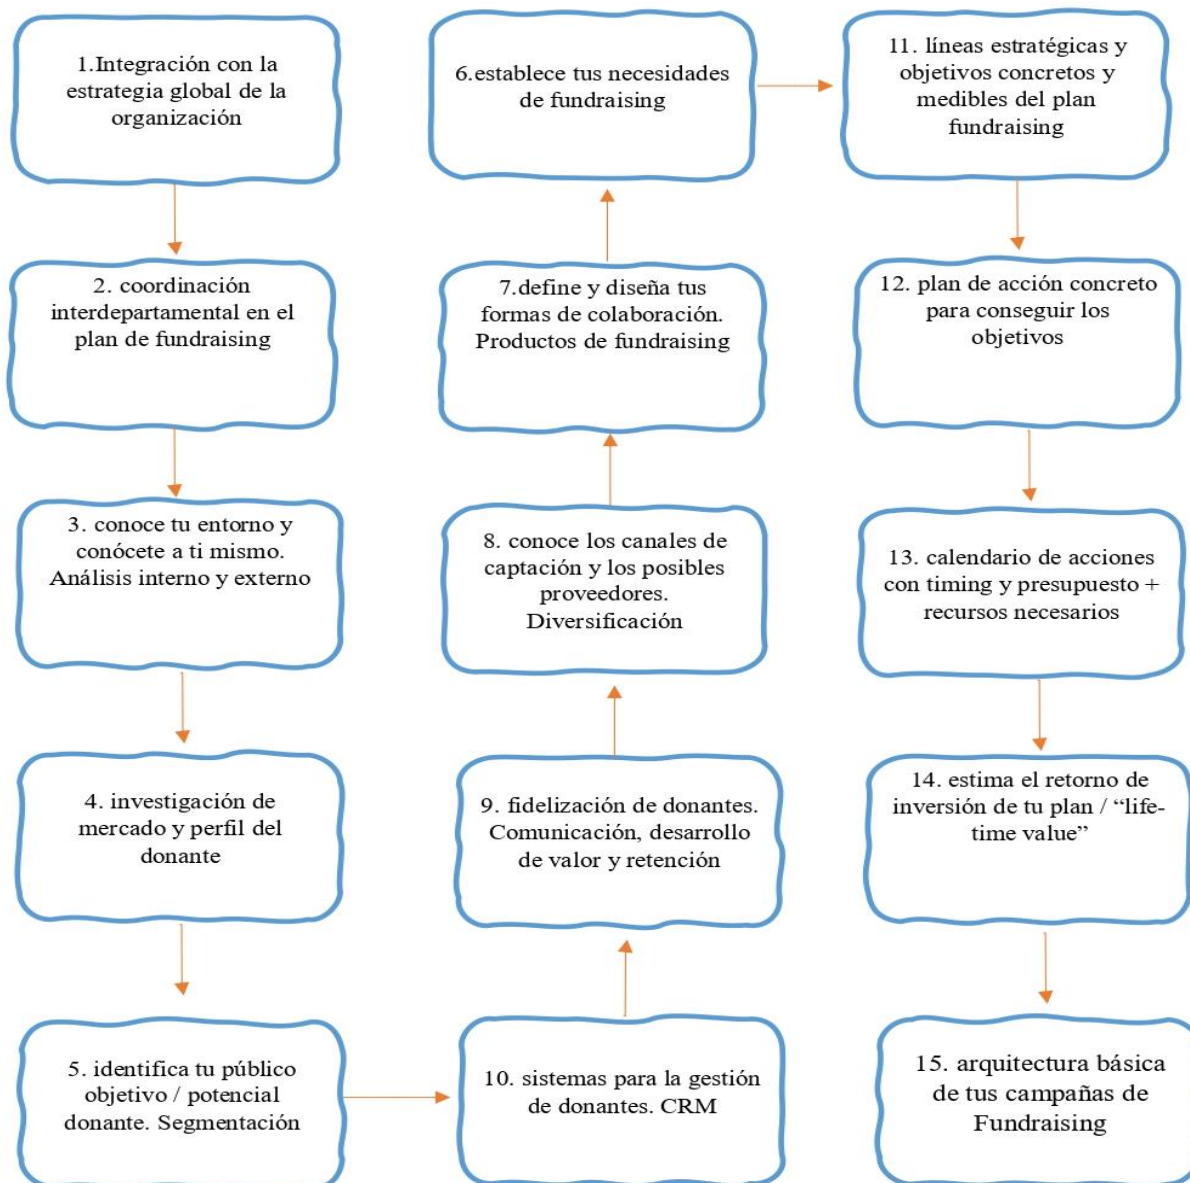 1.Integración con la
estrategia global de la
organización
2. coordinación
interdepartamental en el
plan de fundraising
3. conoce tu entorno y
conócete a ti mismo.
Análisis interno y externo
4. investigación de
mercado y perfil del
donante
5. identifica tu público
objetivo / potencial
donante. Segmentación
6.establece tus necesidades
de fundraising
7.define y diseña tus
formas de colaboración.
Productos de fundraising
8. conoce los canales de
captación y los posibles
proveedores.
Diversificación
9. fidelización de donantes.
Comunicación, desarrollo
de valor y retención
10. sistemas para la gestión
de donantes. CRM
11. líneas estratégicas y
objetivos concretos y
medibles del plan
fundraising
12. plan de acción concreto
para conseguir los
objetivos
13. calendario de acciones
con timing y presupuesto +
recursos necesarios
14. estima el retorno de
inversión de tu plan / “life-
time value”
15. arquitectura básica
de tus campañas de
Fundraising